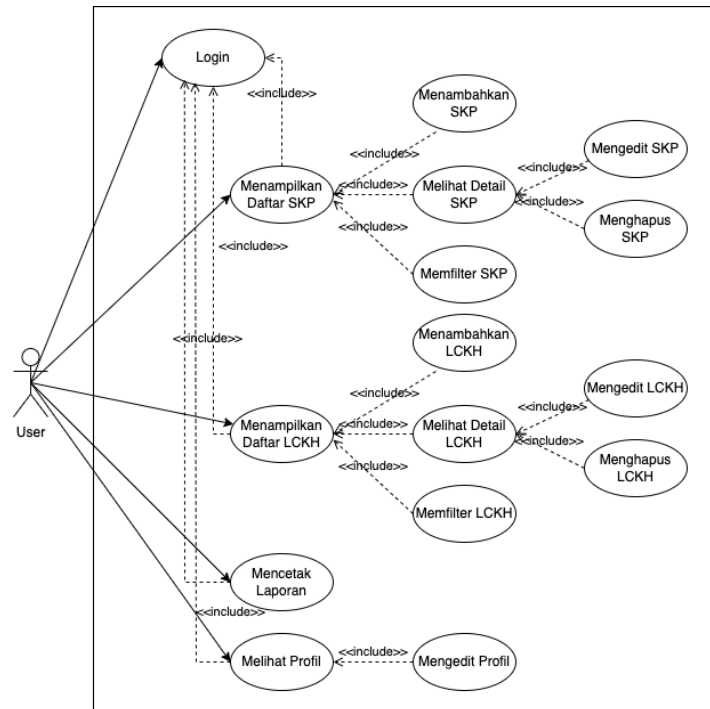 Login
<<include>>
Menambahkan
SKP
<<include>>
Mengedit SKP
<<include>>
Menampilkan
Daftar SKP
<<include>>
Melihat Detail
SKP
<<include>>
Menghapus
SKP
<<include>>
<<include>>
Memfilter SKP
<<include>>
Menambahkan
LCKH
<<include>>
Mengedit LCKH
<<include>>
User
Menampilkan
Daftar LCKH
<<include>>
Melihat Detail
LCKH
<<include>>
Menghapus
LCKH
<<include>>
Memfilter LCKH
Mencetak
Laporan
<<include>>
Melihat Profil
<<include>>
Mengedit Profil